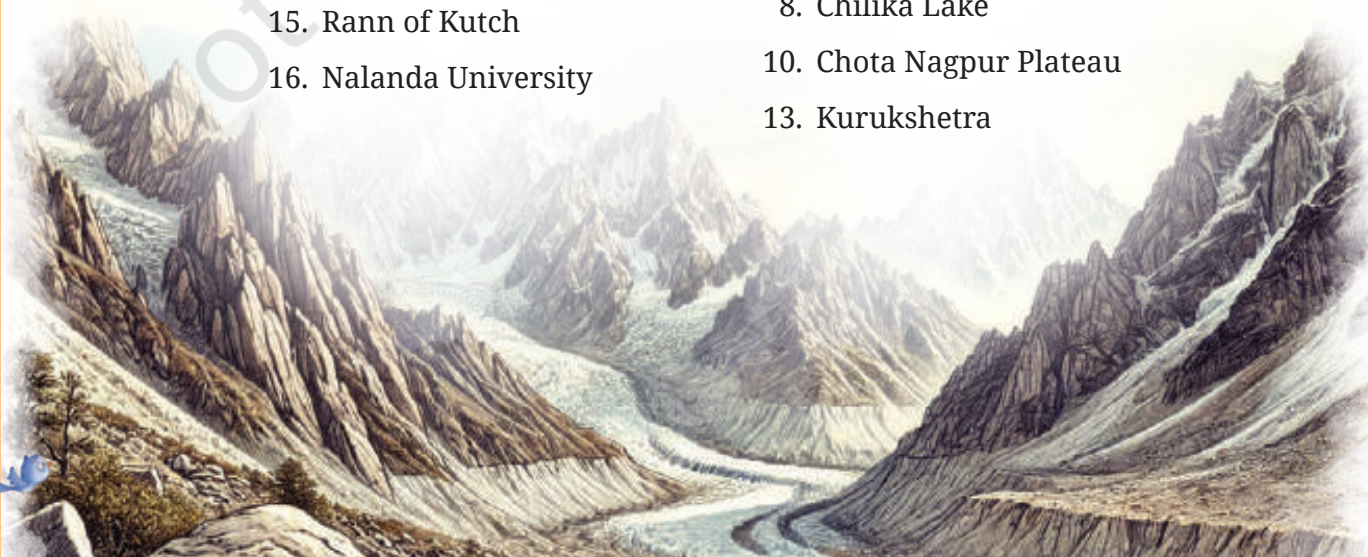 15. Rann of Kutch
16. Nalanda University
8. Chilika Lake
10. Chota Nagpur Plateau
13. Kurukshetra